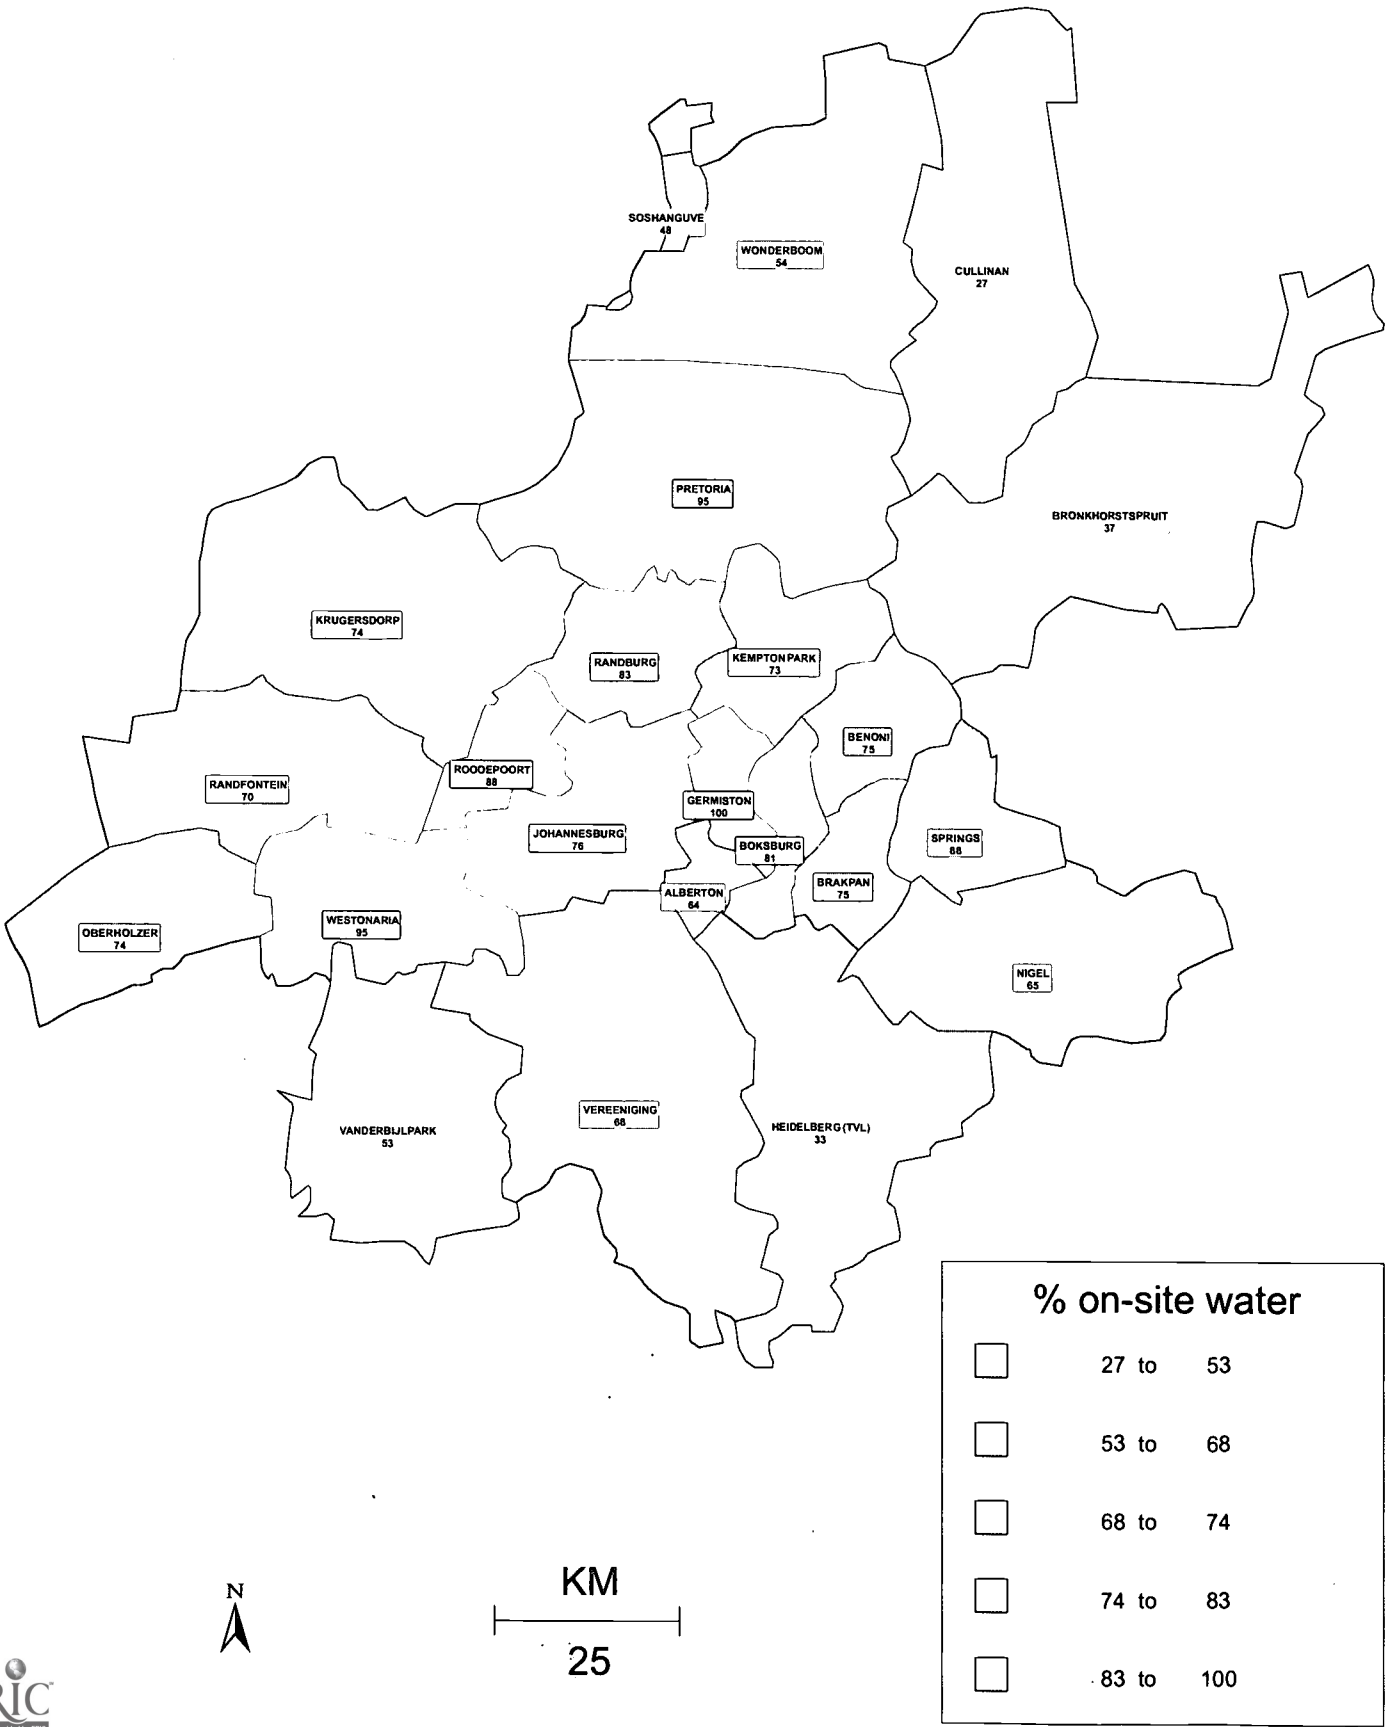 SOSHANGUVE
48
WONDERBOOM
54
CULLINAN
27
PRETORIA
95
BRONKHORSTSPRUIT
37
KRUGERSDORP
74
RANDBURG
83
KEMPTON PARK
73
BENONI
75
ROODEPOORT
88
RANDFONTEIN
70
GERMISTON
100
JOHANNESBURG
76
BOKSBURG
81
SPRINGS
88
BRAKPAN
75
ALBERTON
64
WESTONARIA
95
OBERHOLZER
74
NIGEL
65
VEREENIGING
68
HEIDELBERG (TVL)
33
VANDERBIJLPARK
53
% on-site water
27 to 53
53 to 68
68 to 74
74 to 83
83 to 100
N
KM
25
RIC